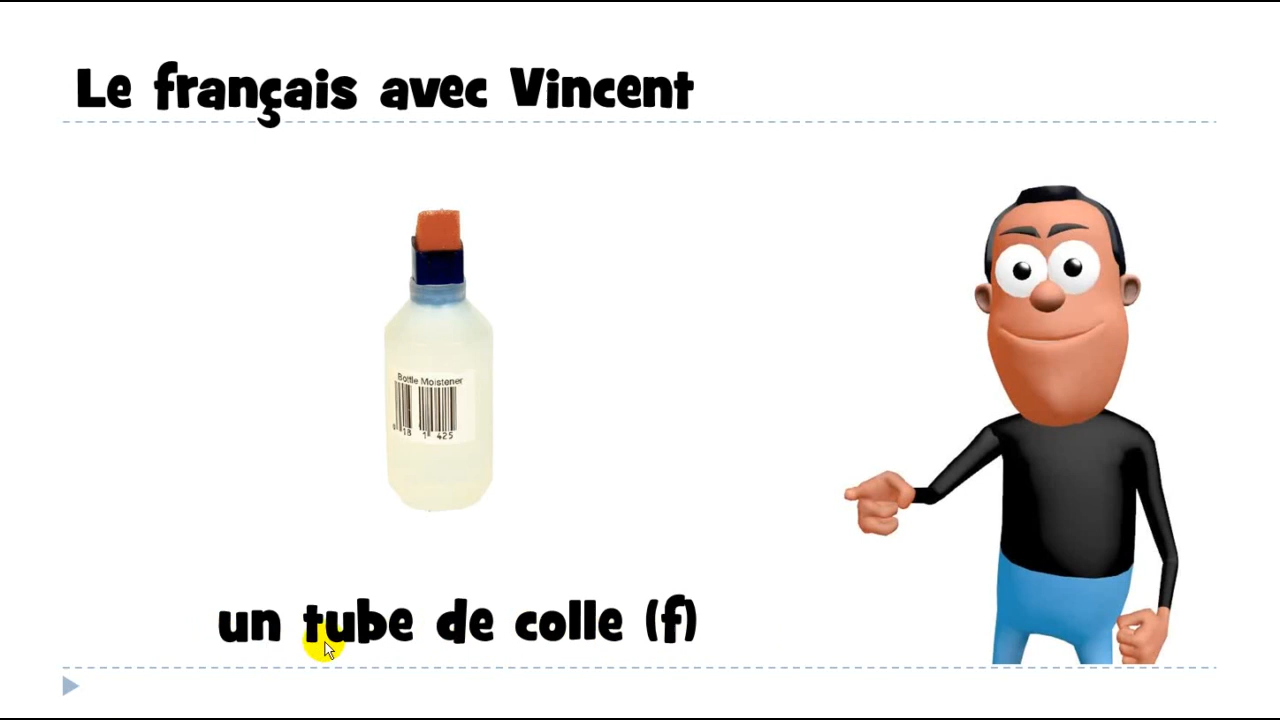 Le français avec Vincent
Bottle Moistener
un tube de colle (f)